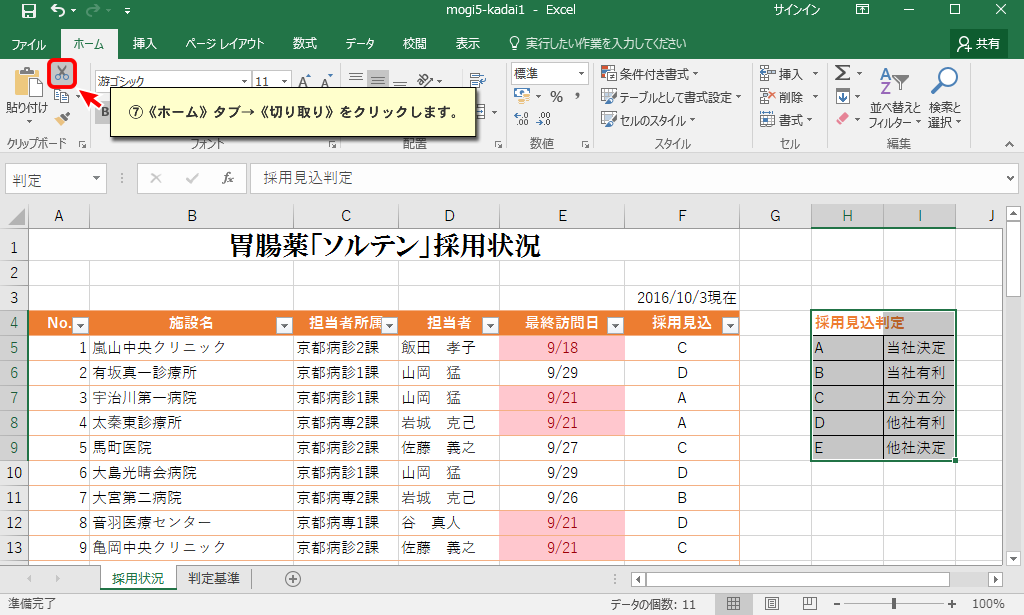 mogi5-kadai1 - Excel サインイン
ファイル ホーム 挿入 ページ レイアウト 数式 データ 校閲 表示 実行したい作業を入力してください 共有
貼り付け
クリップボード
游ゴシック 11
B
フォント
⑦《ホーム》タブ→《切り取り》をクリックします。
配置
標準
% ,
数値
条件付き書式
テーブルとして書式設定
セルのスタイル
スタイル
挿入
削除
書式
セル
並べ替えと
フィルター
検索と
選択
編集
判定 fx 採用見込判定
A B C D E F G H I J
1 胃腸薬「ソルテン」採用状況
2
3 2016/10/3現在
4 No. 施設名 担当者所属 担当者 最終訪問日 採用見込 採用見込判定
5 1 嵐山中央クリニック 京都病診2課 飯田 孝子 9/18 C A 当社決定
6 2 有坂真一診療所 京都病診1課 山岡 猛 9/29 D B 当社有利
7 3 宇治川第一病院 京都病診1課 山岡 猛 9/21 A C 五分五分
8 4 太秦東診療所 京都病専2課 岩城 克己 9/21 A D 他社有利
9 5 馬町医院 京都病診2課 佐藤 義之 9/27 C E 他社決定
10 6 大島光晴会病院 京都病診1課 山岡 猛 9/29 D
11 7 大宮第二病院 京都病専2課 岩城 克己 9/26 B
12 8 音羽医療センター 京都病専1課 谷 真人 9/21 D
13 9 亀岡中央クリニック 京都病診2課 佐藤 義之 9/21 C
採用状況 判定基準
準備完了 データの個数: 11 100%